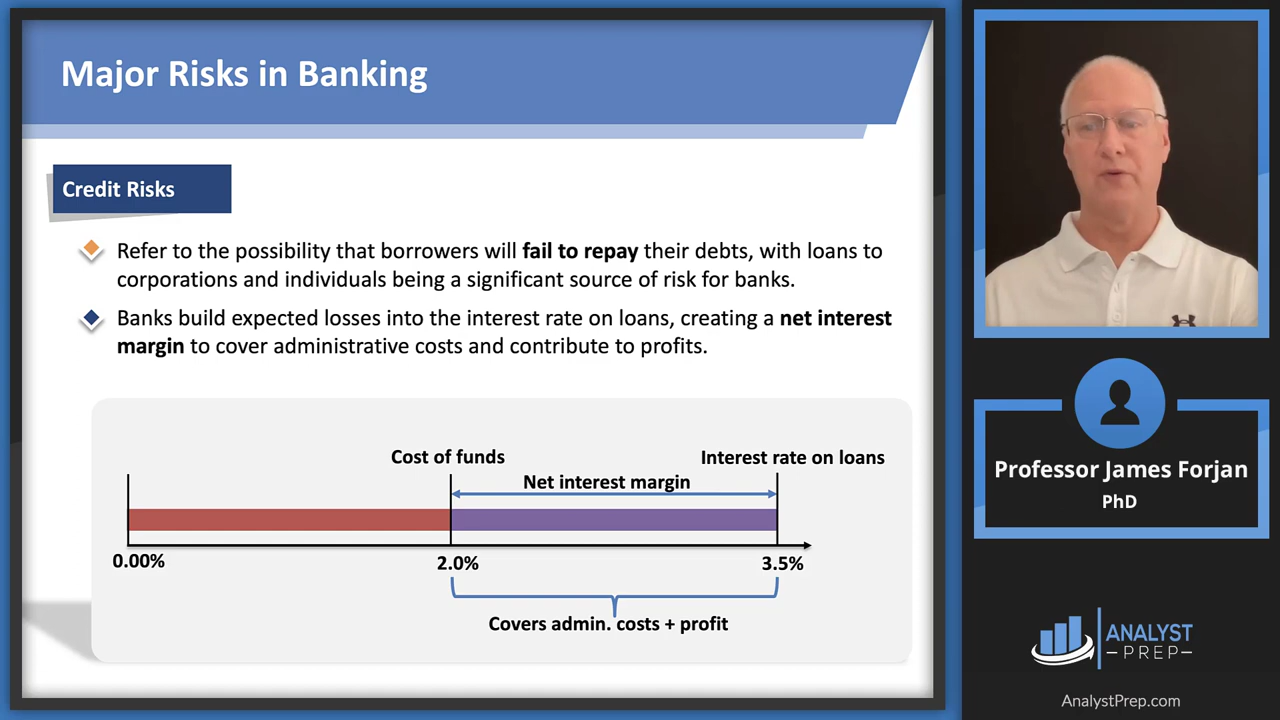 Major Risks in Banking
Credit Risks
Refer to the possibility that borrowers will fail to repay their debts, with loans to
corporations and individuals being a significant source of risk for banks.
Banks build expected losses into the interest rate on loans, creating a net interest
margin to cover administrative costs and contribute to profits.
Cost of funds
Interest rate on loans
Net interest margin
0.00%
2.0%
3.5%
Covers admin. costs + profit
Professor James Forjan
PhD
ANALYST
PREP
AnalystPrep.com